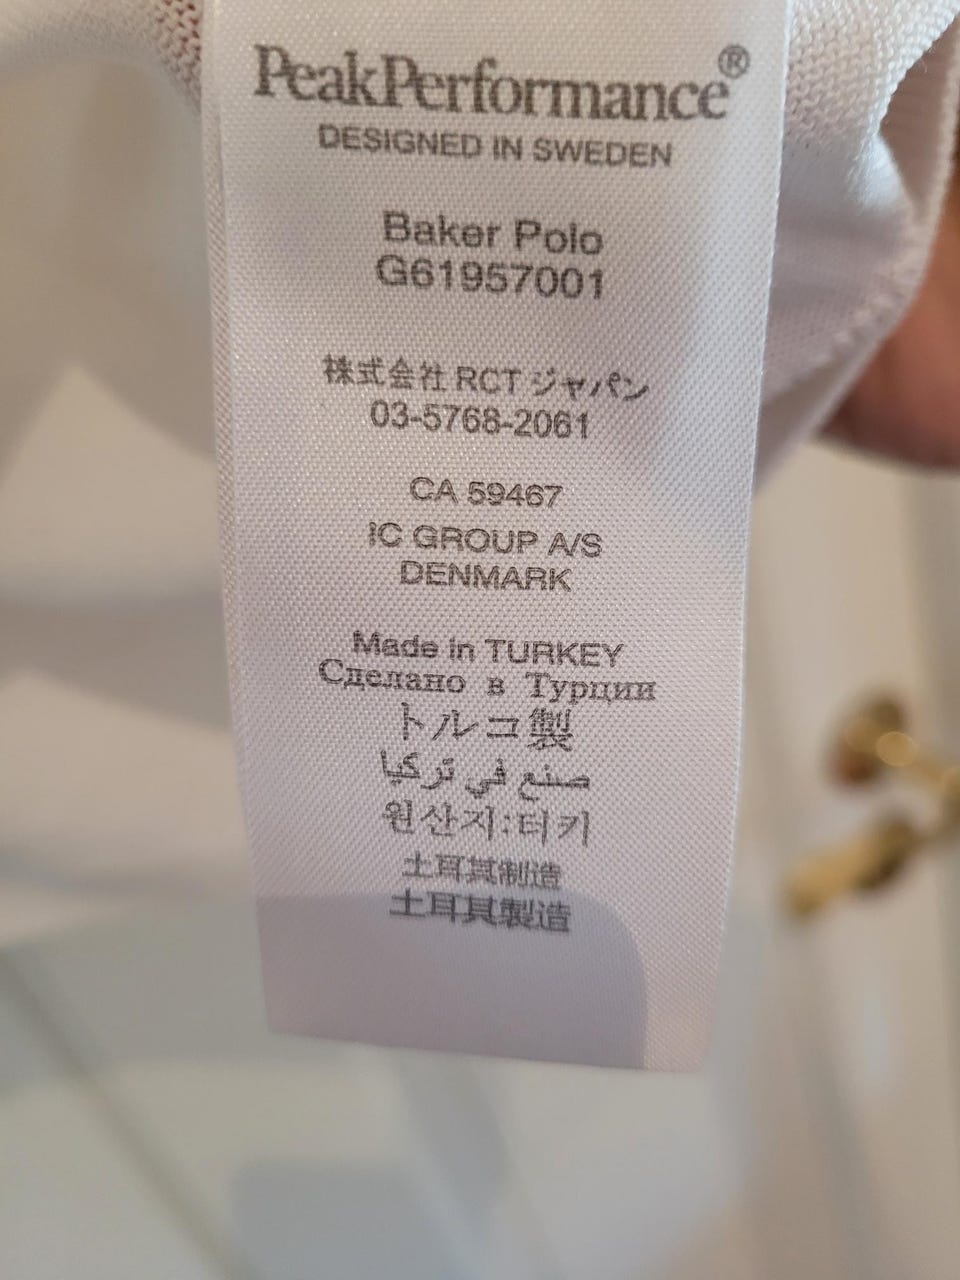 PeakPerformance®
DESIGNED IN SWEDEN
Baker Polo
G61957001
株式会社 RCT ジャパン
03-5768-2061
CA 59467
IC GROUP A/S
DENMARK
Made in TURKEY
Сделано в Турции
トルコ製
صنع في تركيا
원산지:터키
土耳其制造
土耳其製造